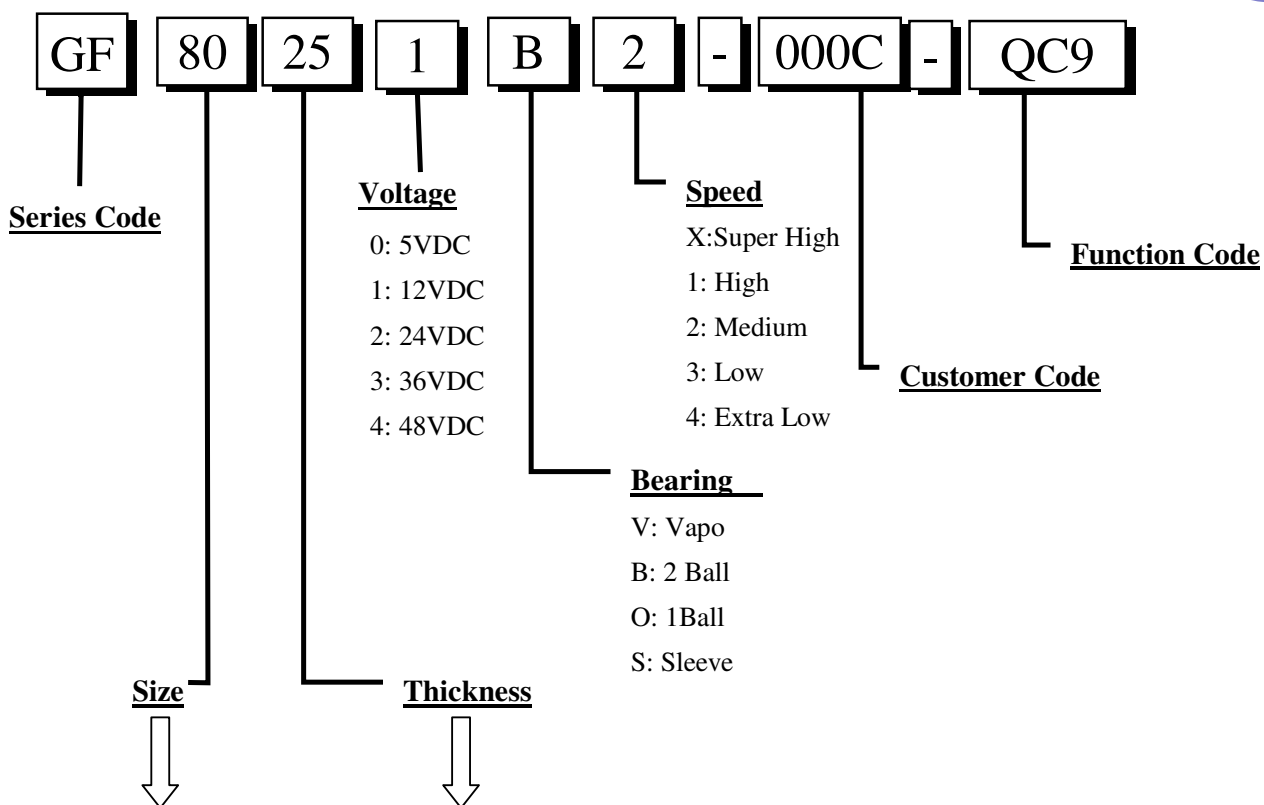 GF 80 25 1 B 2 - 000C - QC9
Series Code
Voltage
0: 5VDC
1: 12VDC
2: 24VDC
3: 36VDC
4: 48VDC
Speed
X:Super High
1: High
2: Medium
3: Low
4: Extra Low
Function Code
Customer Code
Bearing
V: Vapo
B: 2 Ball
O: 1Ball
S: Sleeve
Size
Thickness